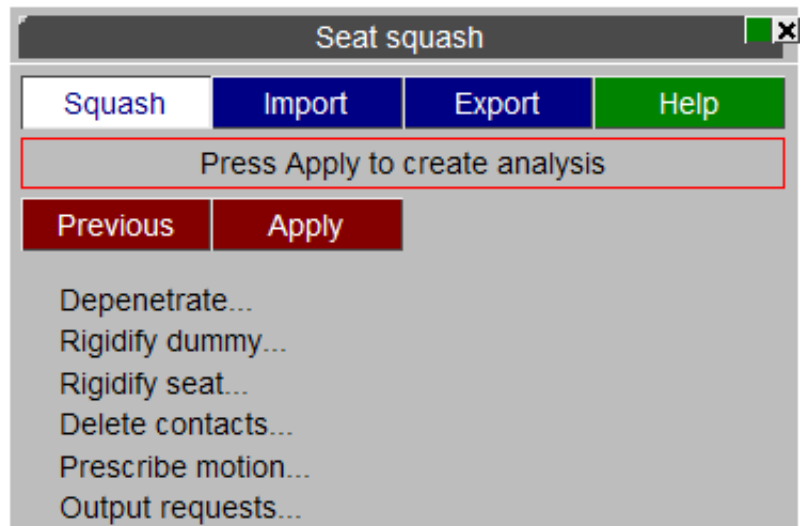 Seat squash
Squash Import Export Help
Press Apply to create analysis
Previous Apply
Depenetrate...
Rigidify dummy...
Rigidify seat...
Delete contacts...
Prescribe motion...
Output requests...